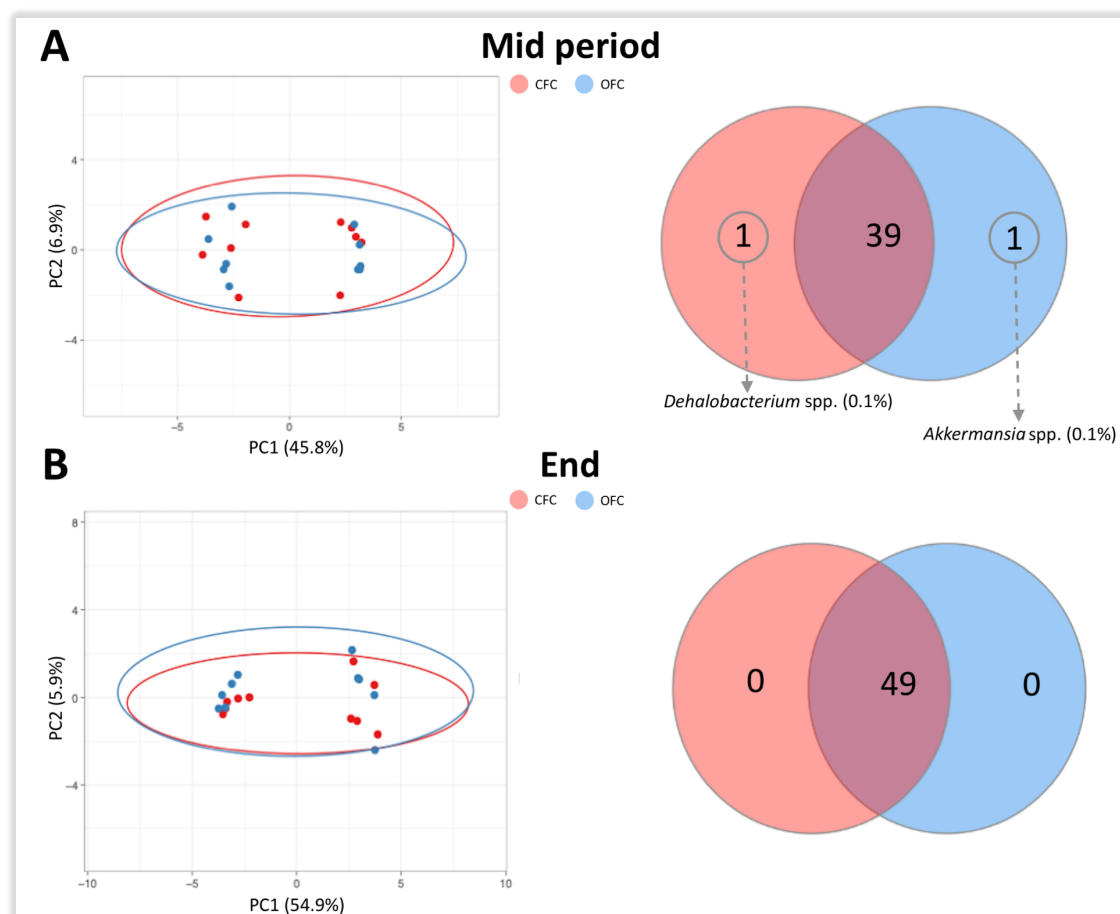 A
Mid period
CFC OFC
4
0
−4
PC2 (6.9%)
−5 0 5
PC1 (45.8%)
1 39 1
Dehalobacterium spp. (0.1%)
Akkermansia spp. (0.1%)
B
End
CFC OFC
8
4
0
−4
PC2 (5.9%)
−10 −5 0 5 10
PC1 (54.9%)
0 49 0